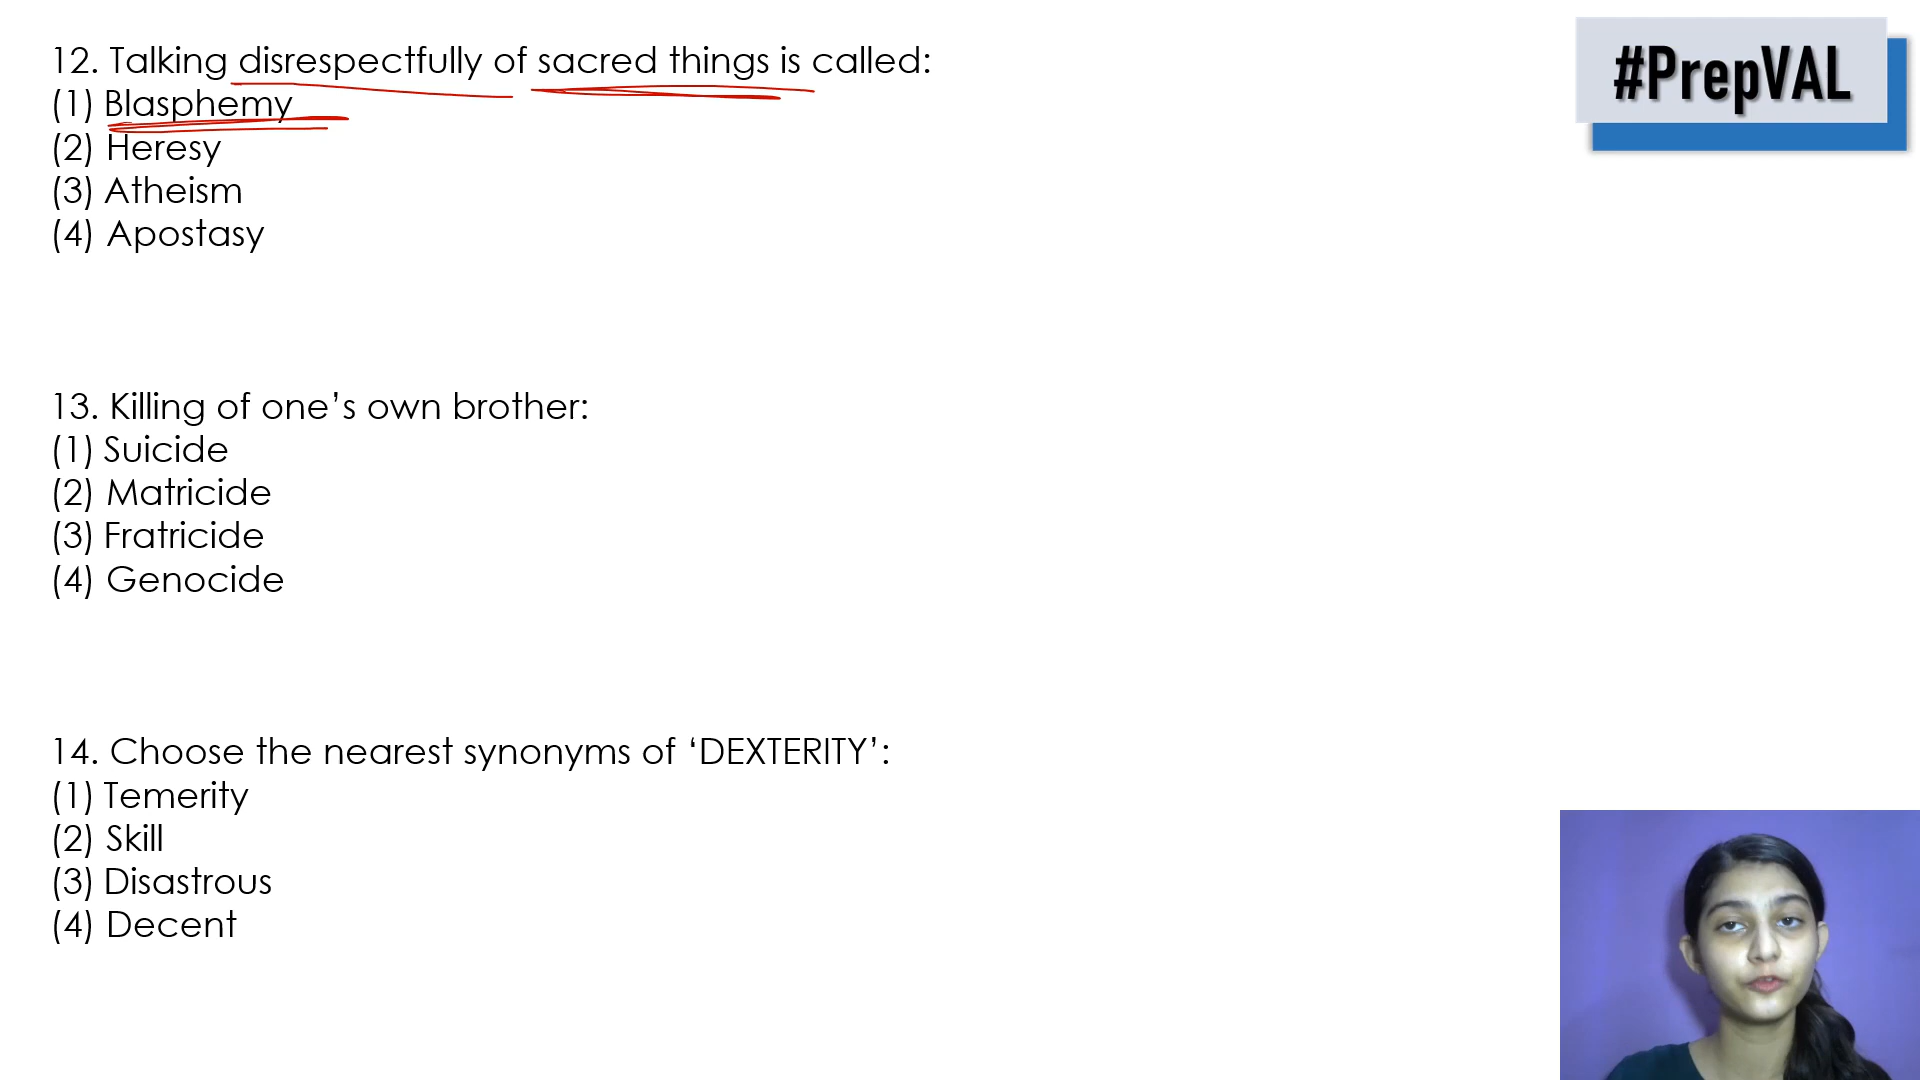 12. Talking disrespectfully of sacred things is called:
(1) Blasphemy
(2) Heresy
(3) Atheism
(4) Apostasy
13. Killing of one’s own brother:
(1) Suicide
(2) Matricide
(3) Fratricide
(4) Genocide
14. Choose the nearest synonyms of ‘DEXTERITY’:
(1) Temerity
(2) Skill
(3) Disastrous
(4) Decent
#PrepVAL